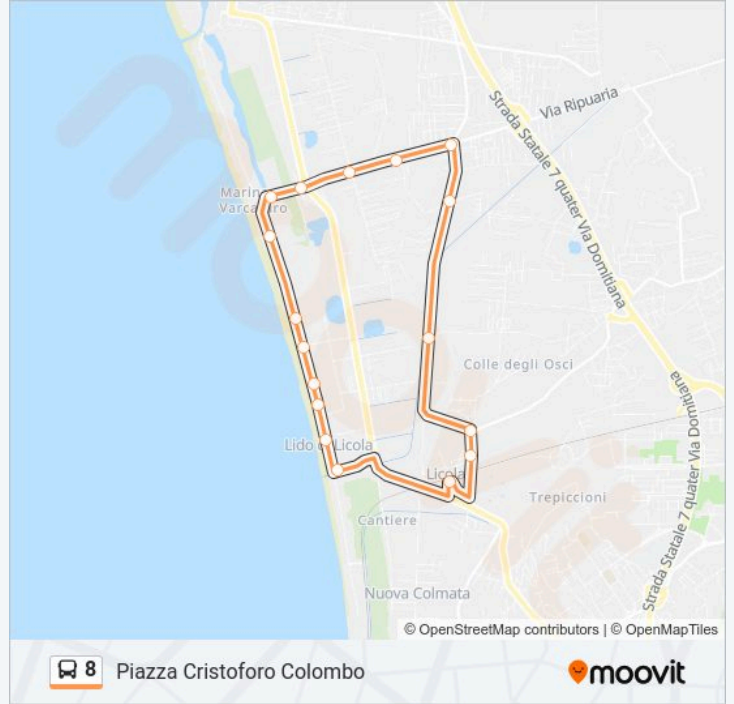 Via Ripuaria
Strada Statale 7 quater Via Domitiana
Marina
Varcaturo
Colle degli Osci
Strada Statale 7 quater Via Domitiana
Lido di Licola
Licola
Trepiccioni
Cantiere
Nuova Colmata
© OpenStreetMap contributors | © OpenMapTiles
8 Piazza Cristoforo Colombo
moovit